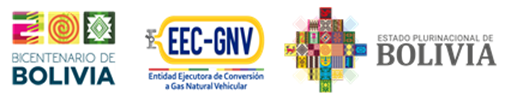 BICENTENARIO DE
BOLIVIA
EEC-GNV
Entidad Ejecutora de Conversión
a Gas Natural Vehicular
ESTADO PLURINACIONAL DE
BOLIVIA